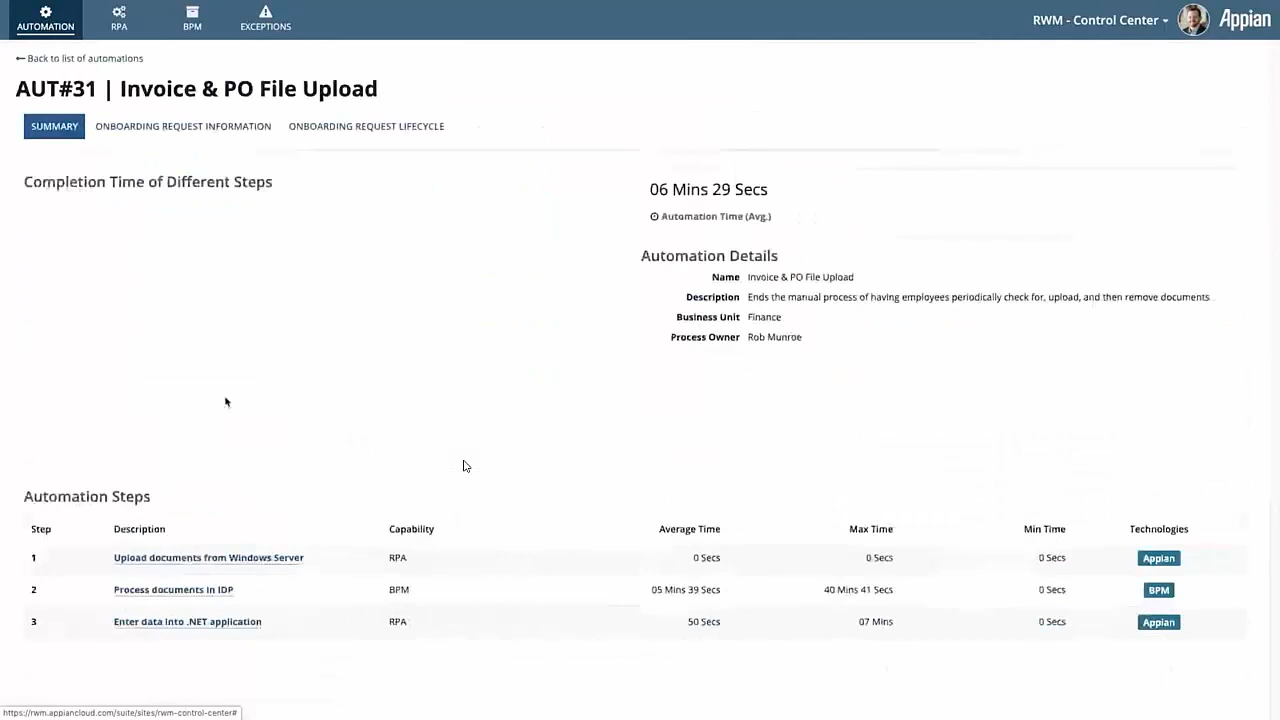 AUTOMATION RPA BPM EXCEPTIONS RWM - Control Center Appian
Back to list of automations
AUT#31 | Invoice & PO File Upload
SUMMARY ONBOARDING REQUEST INFORMATION ONBOARDING REQUEST LIFECYCLE
Completion Time of Different Steps
06 Mins 29 Secs
Automation Time (Avg.)
Automation Details
Name Invoice & PO File Upload
Description Ends the manual process of having employees periodically check for, upload, and then remove documents
Business Unit Finance
Process Owner Rob Munroe
Automation Steps
Step Description Capability Average Time Max Time Min Time Technologies
1 Upload documents from Windows Server RPA 0 Secs 0 Secs 0 Secs Appian
2 Process documents in IDP BPM 05 Mins 39 Secs 40 Mins 41 Secs 0 Secs BPM
3 Enter data into .NET application RPA 50 Secs 07 Mins 0 Secs Appian
https://rwm.appiancloud.com/suite/sites/rwm-control-center#